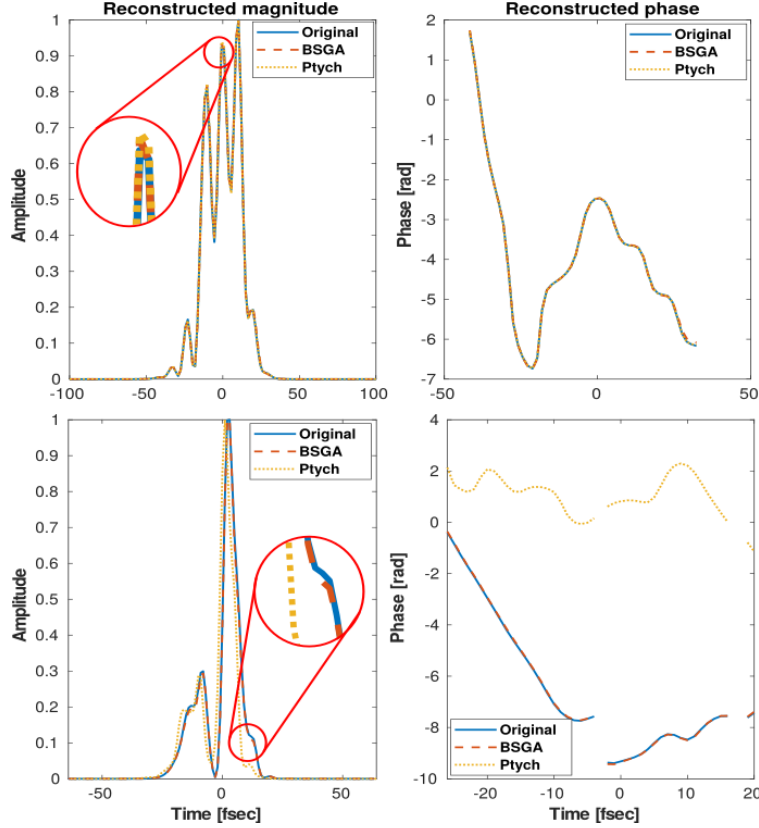 Reconstructed magnitude
Reconstructed phase
Amplitude
1
0.9
0.8
0.7
0.6
0.5
0.4
0.3
0.2
0.1
0
-100
-50
0
50
100
Original
BSGA
Ptych
Phase [rad]
2
1
0
-1
-2
-3
-4
-5
-6
-7
-50
0
50
Original
BSGA
Ptych
Amplitude
1
0.9
0.8
0.7
0.6
0.5
0.4
0.3
0.2
0.1
0
-50
0
50
Time [fsec]
Original
BSGA
Ptych
Phase [rad]
4
2
0
-2
-4
-6
-8
-10
-20
-10
0
10
20
Time [fsec]
Original
BSGA
Ptych